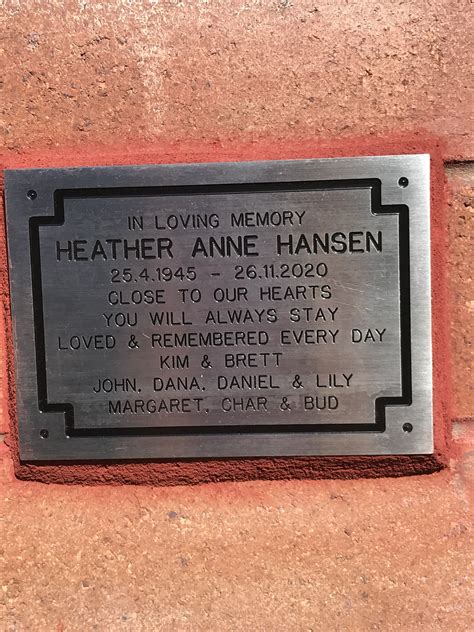 IN LOVING MEMORY
HEATHER ANNE HANSEN
25.4.1945 - 26.11.2020
CLOSE TO OUR HEARTS
YOU WILL ALWAYS STAY
LOVED & REMEMBERED EVERY DAY
KIM & BRETT
JOHN, DANA, DANIEL & LILY
MARGARET, CHAR & BUD